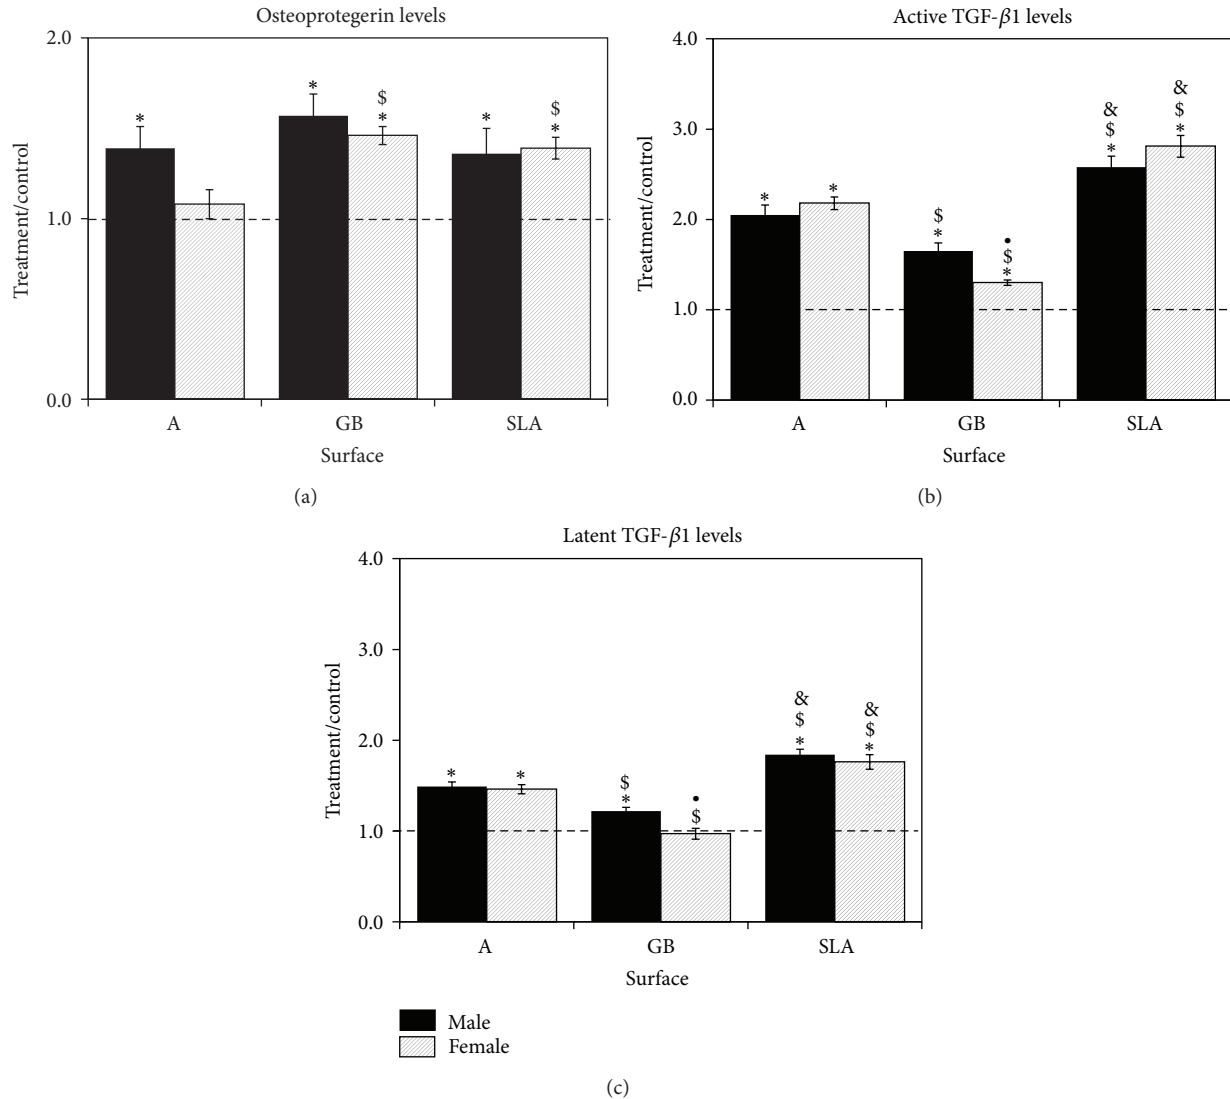 Osteoprotegerin levels
2.0
1.0
0.0
Treatment/control
*
*
$
*
*
$
*
A
GB
SLA
Surface
(a)
Active TGF-β1 levels
4.0
3.0
2.0
1.0
0.0
Treatment/control
*
*
$
*
•
$
*
&
$
*
&
$
*
A
GB
SLA
Surface
(b)
Latent TGF-β1 levels
4.0
3.0
2.0
1.0
0.0
Treatment/control
*
*
$
*
•
$
&
$
*
&
$
*
A
GB
SLA
Surface
Male
Female
(c)